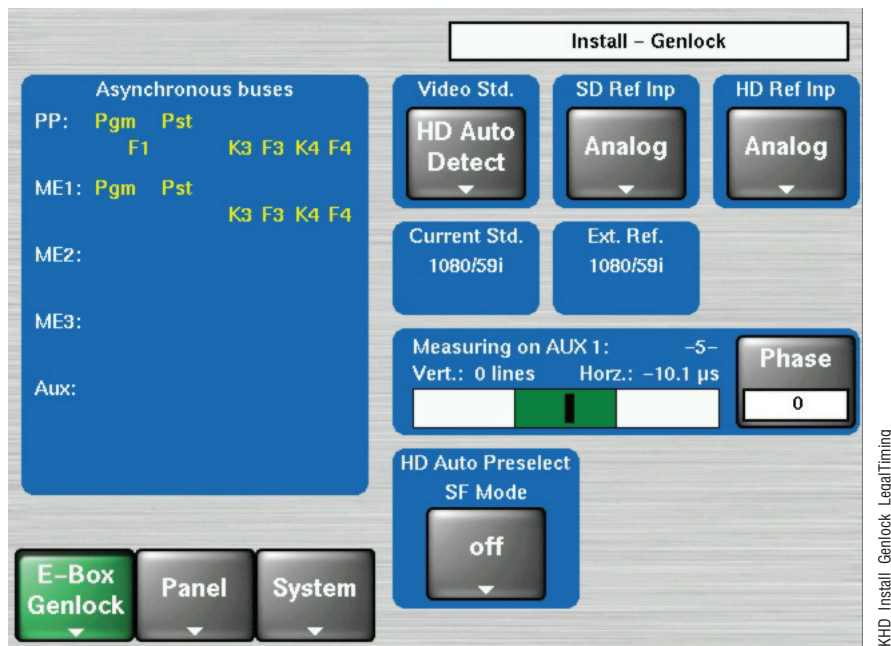 Install – Genlock
Asynchronous buses
PP: Pgm Pst
F1 K3 F3 K4 F4
ME1: Pgm Pst
K3 F3 K4 F4
ME2:
ME3:
Aux:
Video Std.
HD Auto
Detect
SD Ref Inp
Analog
HD Ref Inp
Analog
Current Std.
1080/59i
Ext. Ref.
1080/59i
Measuring on AUX 1: –5–
Vert.: 0 lines Horz.: –10.1 µs
Phase
0
HD Auto Preselect
SF Mode
off
E–Box
Genlock
Panel
System
KHD Install Genlock LegalTiming